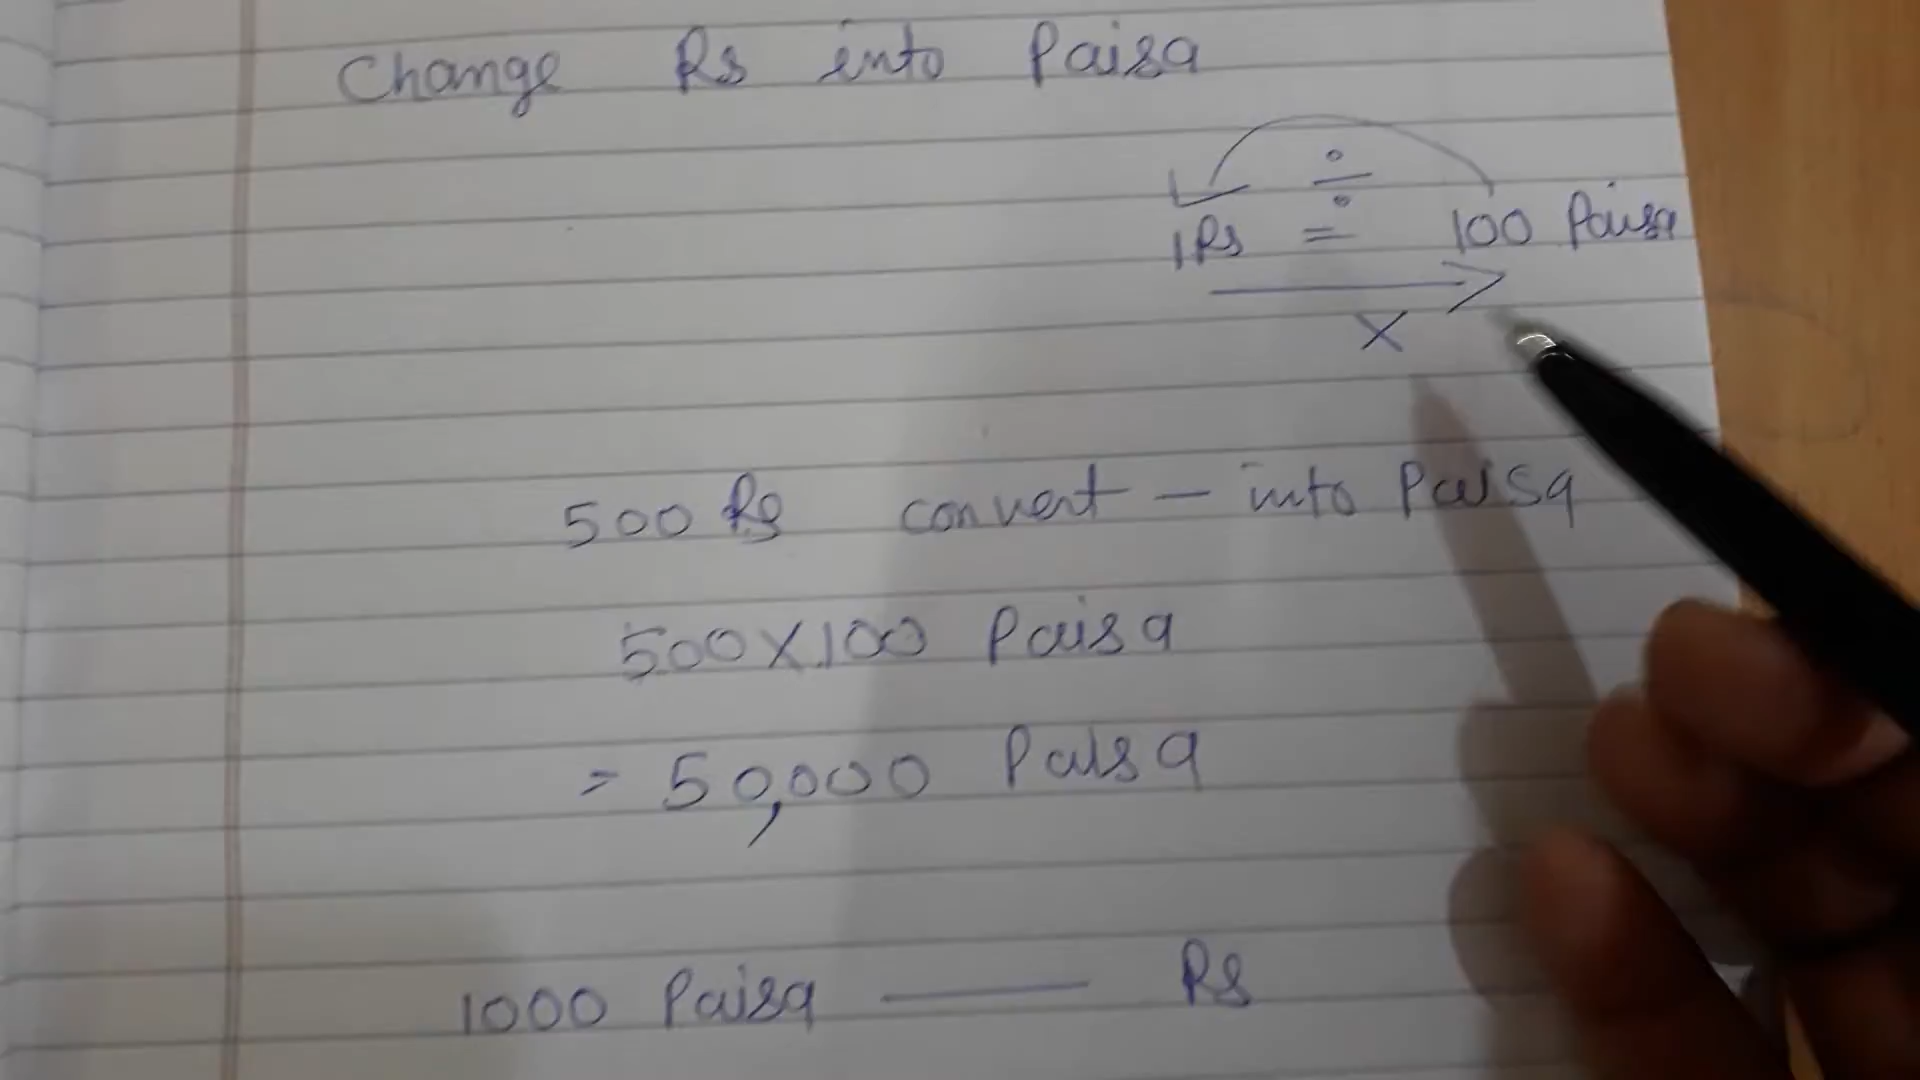 Change Rs into Paisa
÷
1Rs = 100 Paisa
×
500 Rs convert – into Paisa
500×100 Paisa
= 50,000 Paisa
1000 Paisa — Rs